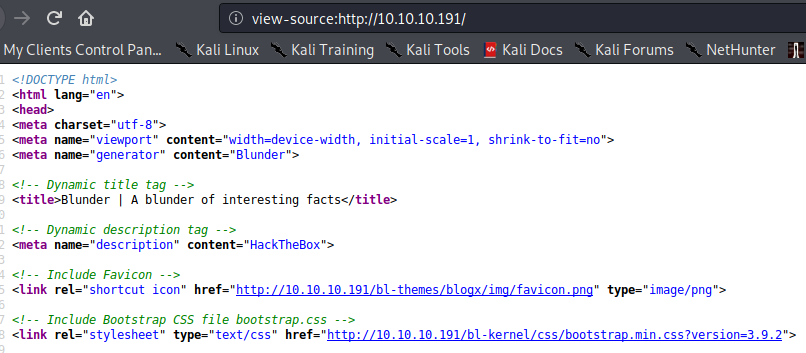 view-source:http://10.10.10.191/
My Clients Control Pan... Kali Linux Kali Training Kali Tools Kali Docs Kali Forums NetHunter
1 <!DOCTYPE html>
2 <html lang="en">
3 <head>
4 <meta charset="utf-8">
5 <meta name="viewport" content="width=device-width, initial-scale=1, shrink-to-fit=no">
6 <meta name="generator" content="Blunder">
7
8 <!-- Dynamic title tag -->
9 <title>Blunder | A blunder of interesting facts</title>
0
1 <!-- Dynamic description tag -->
2 <meta name="description" content="HackTheBox">
3
4 <!-- Include Favicon -->
5 <link rel="shortcut icon" href="http://10.10.10.191/bl-themes/blogx/img/favicon.png" type="image/png">
6
7 <!-- Include Bootstrap CSS file bootstrap.css -->
8 <link rel="stylesheet" type="text/css" href="http://10.10.10.191/bl-kernel/css/bootstrap.min.css?version=3.9.2">
9